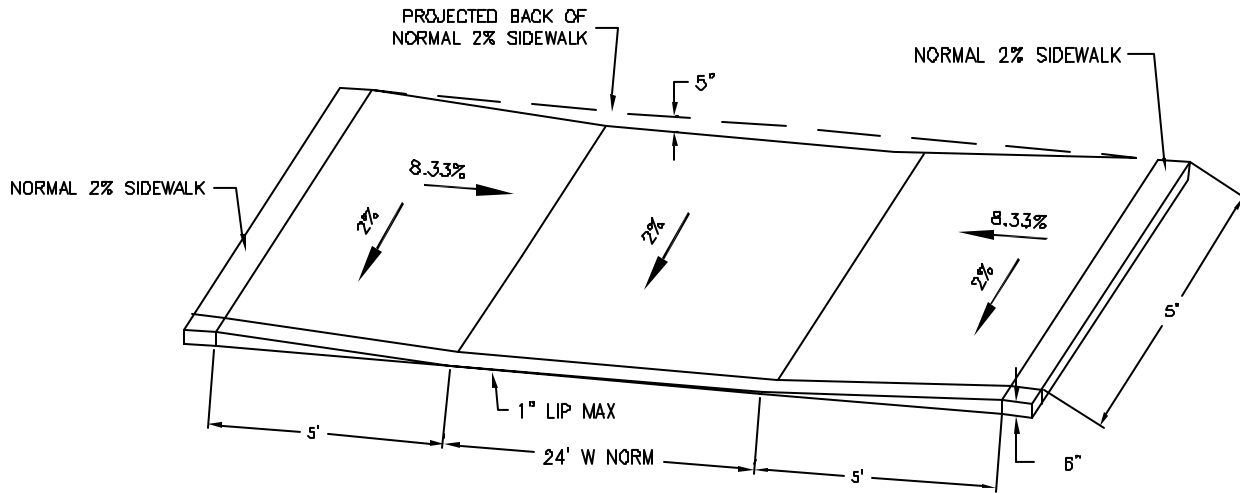 PROJECTED BACK OF
NORMAL 2% SIDEWALK
NORMAL 2% SIDEWALK
5"
NORMAL 2% SIDEWALK
8.33%
2%
2%
8.33%
2%
5'
1" LIP MAX
5'
24' W NORM
5'
6"